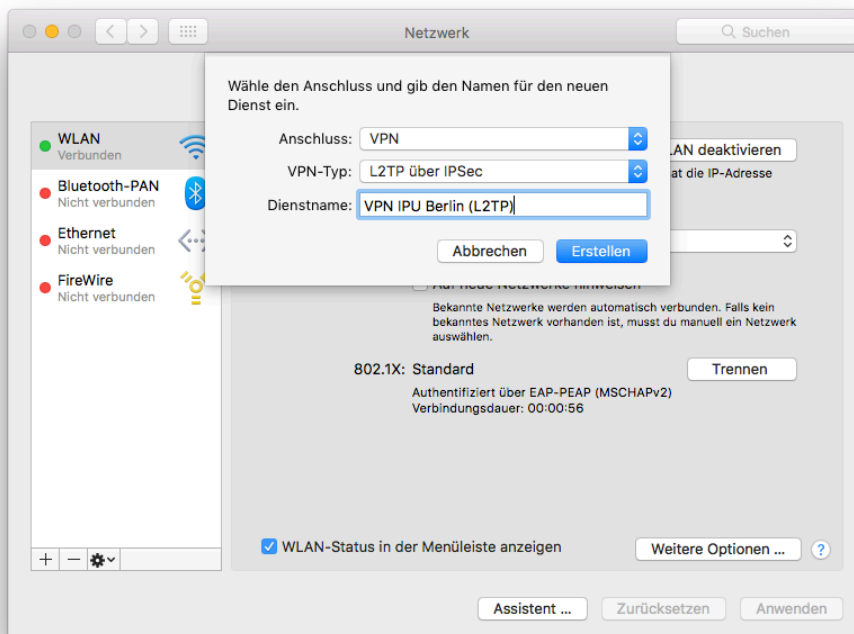 Netzwerk
Suchen
Wähle den Anschluss und gib den Namen für den neuen
Dienst ein.
Anschluss: VPN
VPN-Typ: L2TP über IPSec
Dienstname: VPN IPU Berlin (L2TP)
Abbrechen
Erstellen
WLAN
Verbunden
Bluetooth-PAN
Nicht verbunden
Ethernet
Nicht verbunden
FireWire
Nicht verbunden
deaktivieren
die IP-Adresse
Auf neue Netzwerke hinweisen
Bekannte Netzwerke werden automatisch verbunden. Falls kein
bekanntes Netzwerk vorhanden ist, musst du manuell ein Netzwerk
auswählen.
802.1X: Standard
Trennen
Authentifiziert über EAP-PEAP (MSCHAPv2)
Verbindungsdauer: 00:00:56
WLAN-Status in der Menüleiste anzeigen
Weitere Optionen ...
?
Assistent ...
Zurücksetzen
Anwenden